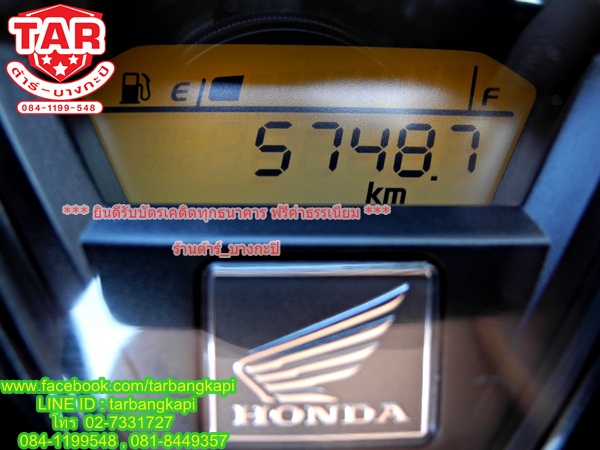 TAR
ต้าร์-บางกะปิ
084-1199-548
E F
5748.7
km
*** ยินดีรับบัตรเคดิตทุกธนาคาร ฟรีค่าธรรเนียม ***
ร้านต้าร์_บางกะปิ
HONDA
www.facebook.com/tarbangkapi
LINE ID : tarbangkapi
โทร 02-7331727
084-1199548 , 081-8449357